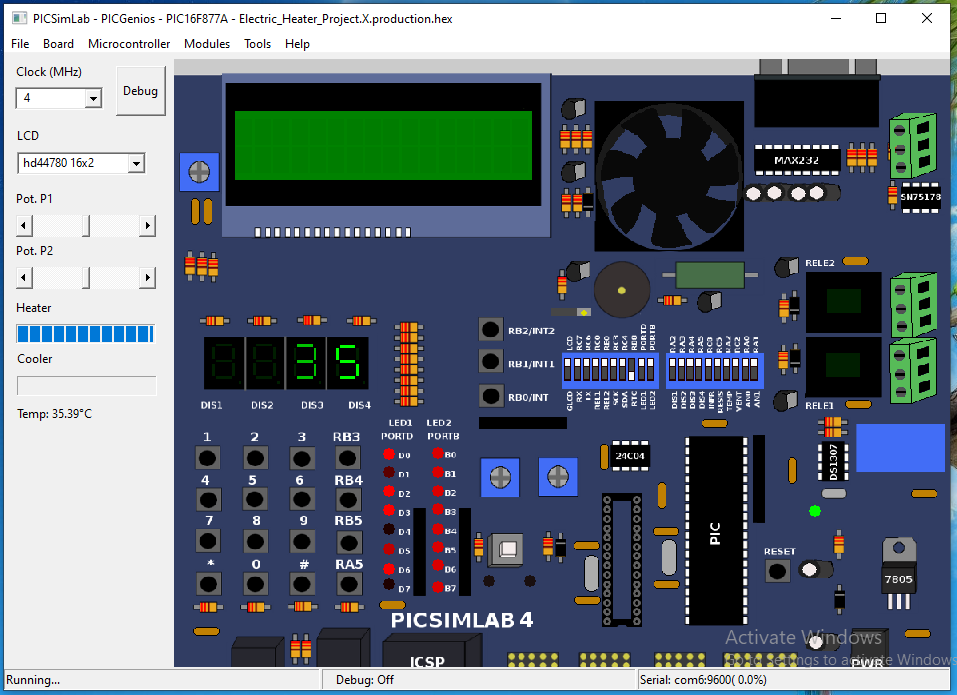 PICSimLab - PICGenios - PIC16F877A - Electric_Heater_Project.X.production.hex
File Board Microcontroller Modules Tools Help
Clock (MHz)
4
Debug
LCD
hd44780 16x2
Pot. P1
Pot. P2
Heater
Cooler
Temp: 35.39°C
MAX232
SN75178
RELE2
RELE1
RB2/INT2
RB1/INT1
RB0/INT
35
DIS1 DIS2 DIS3 DIS4
LED1 LED2
PORTD PORTB
1 2 3 RB3
4 5 6 RB4
7 8 9 RB5
* 0 # RA5
D0 B0
D1 B1
D2 B2
D3 B3
D4 B4
D5 B5
D6 B6
D7 B7
24C04
DS1307
PIC
RESET
7805
PICSIMLAB 4
ICSP
PWR
Activate Windows
Go to Settings to activate Windows
Running...
Debug: Off
Serial: com6:9600( 0.0%)